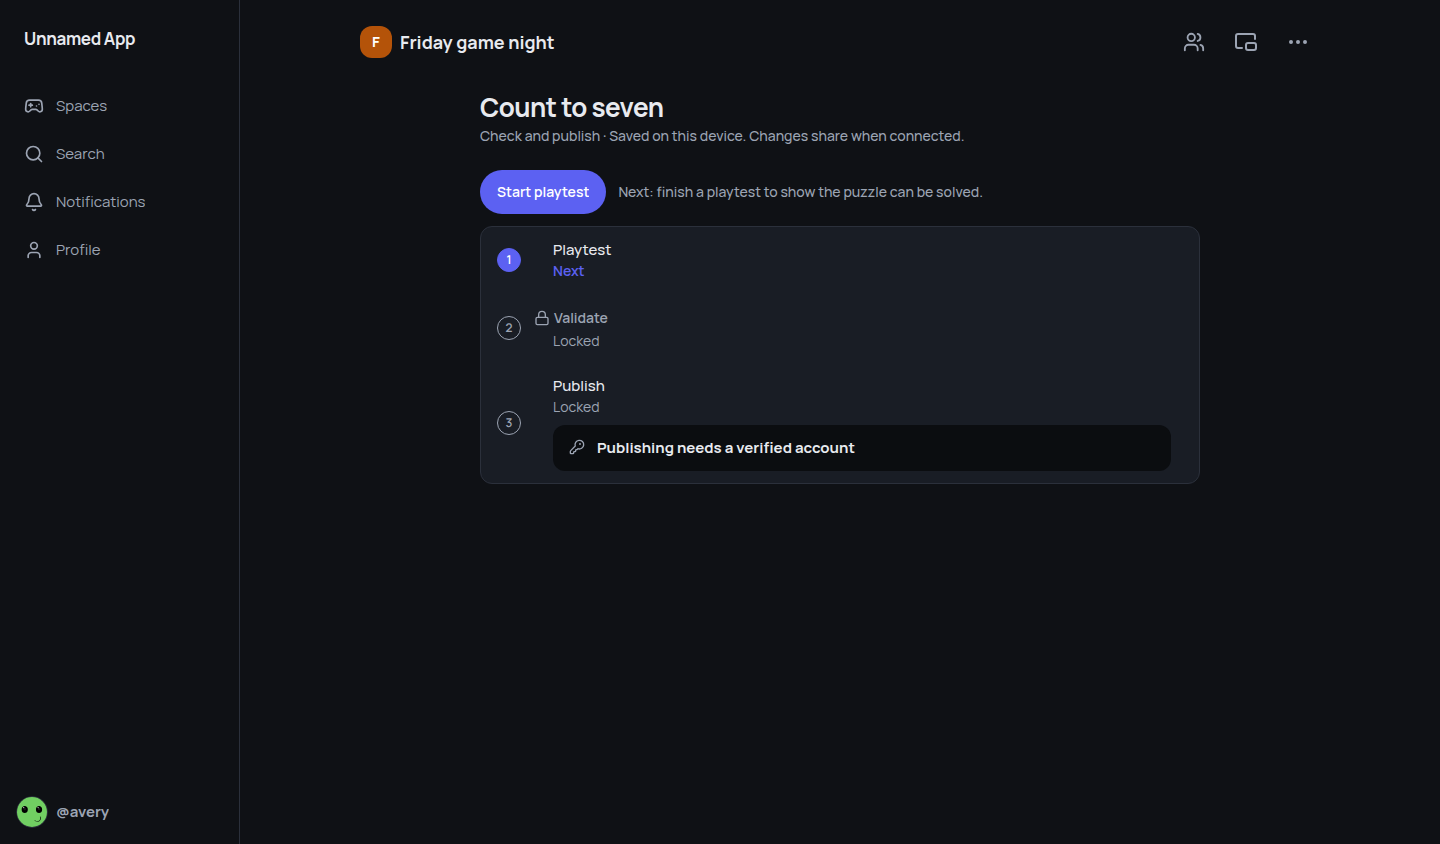 Unnamed App
Spaces
Search
Notifications
Profile
@avery
F
Friday game night
Count to seven
Check and publish · Saved on this device. Changes share when connected.
Start playtest
Next: finish a playtest to show the puzzle can be solved.
1
Playtest
Next
2
Validate
Locked
3
Publish
Locked
Publishing needs a verified account